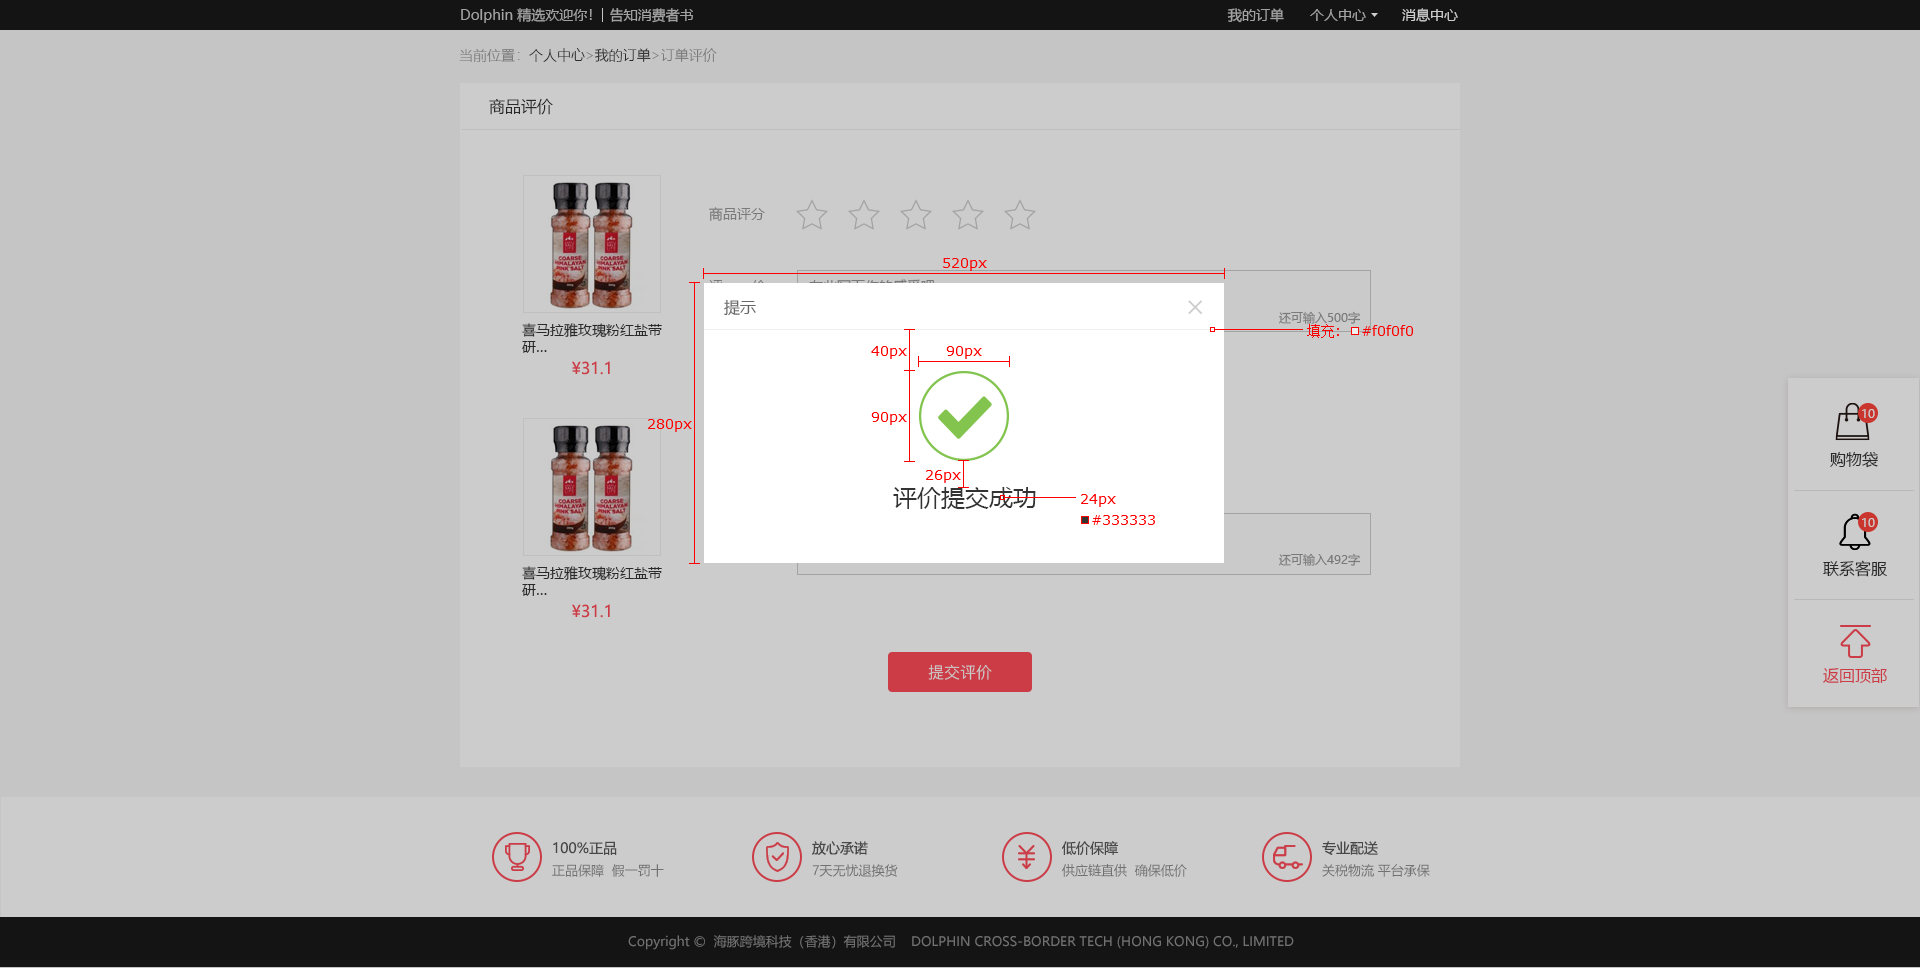 Dolphin 精选欢迎你！| 告知消费者书
我的订单 个人中心 消息中心
当前位置：个人中心>我的订单>订单评价
商品评价
商品评分
520px
提示
还可输入500字
填充： #f0f0f0
喜马拉雅玫瑰粉红盐带
研...
¥31.1
40px
90px
90px
280px
26px
评价提交成功
24px
#333333
COARSE
HIMALAYAN
PINK SALT
COARSE
HIMALAYAN
PINK SALT
还可输入492字
喜马拉雅玫瑰粉红盐带
研...
¥31.1
提交评价
10
购物袋
10
联系客服
返回顶部
100%正品
正品保障 假一罚十
放心承诺
7天无忧退换货
低价保障
供应链直供 确保低价
专业配送
关税物流 平台承保
Copyright © 海豚跨境科技（香港）有限公司 DOLPHIN CROSS-BORDER TECH (HONG KONG) CO., LIMITED